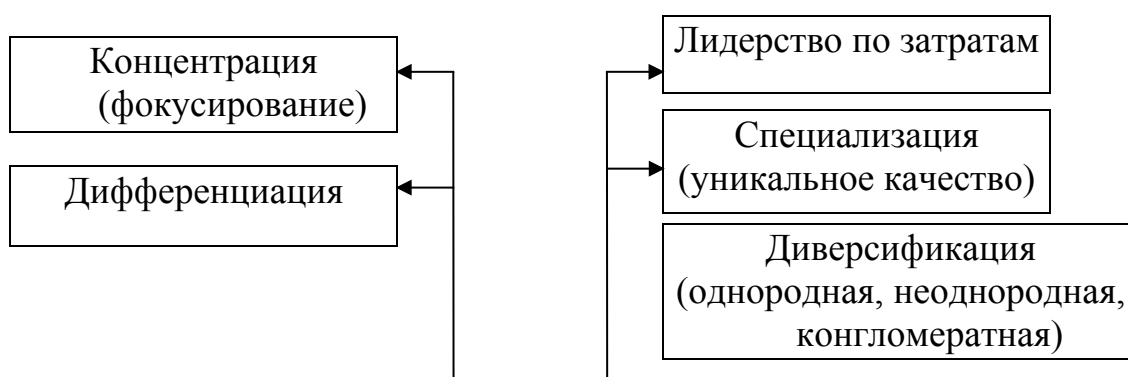 Концентрация
(фокусирование)
Дифференциация
Лидерство по затратам
Специализация
(уникальное качество)
Диверсификация
(однородная, неоднородная,
конгломератная)